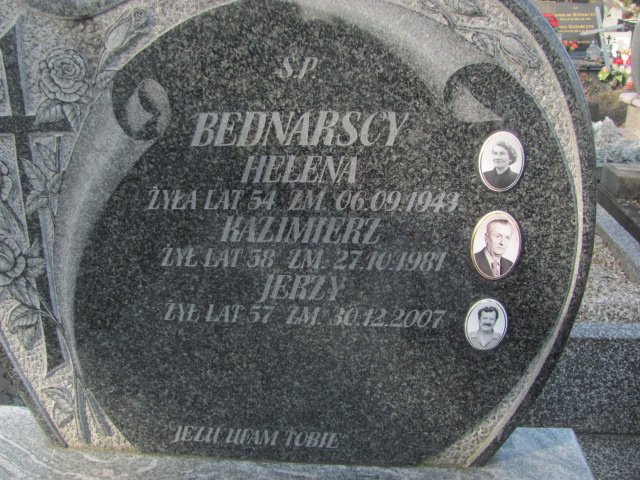 Ś.P.
BEDNARSCY
HELENA
ŻYŁA LAT 54 ZM. 06.09.1943
KAZIMIERZ
ŻYŁ LAT 58 ZM. 27.10.1981
JERZY
ŻYŁ LAT 57 ZM. 30.12.2007
"JEZU UFAM TOBIE"